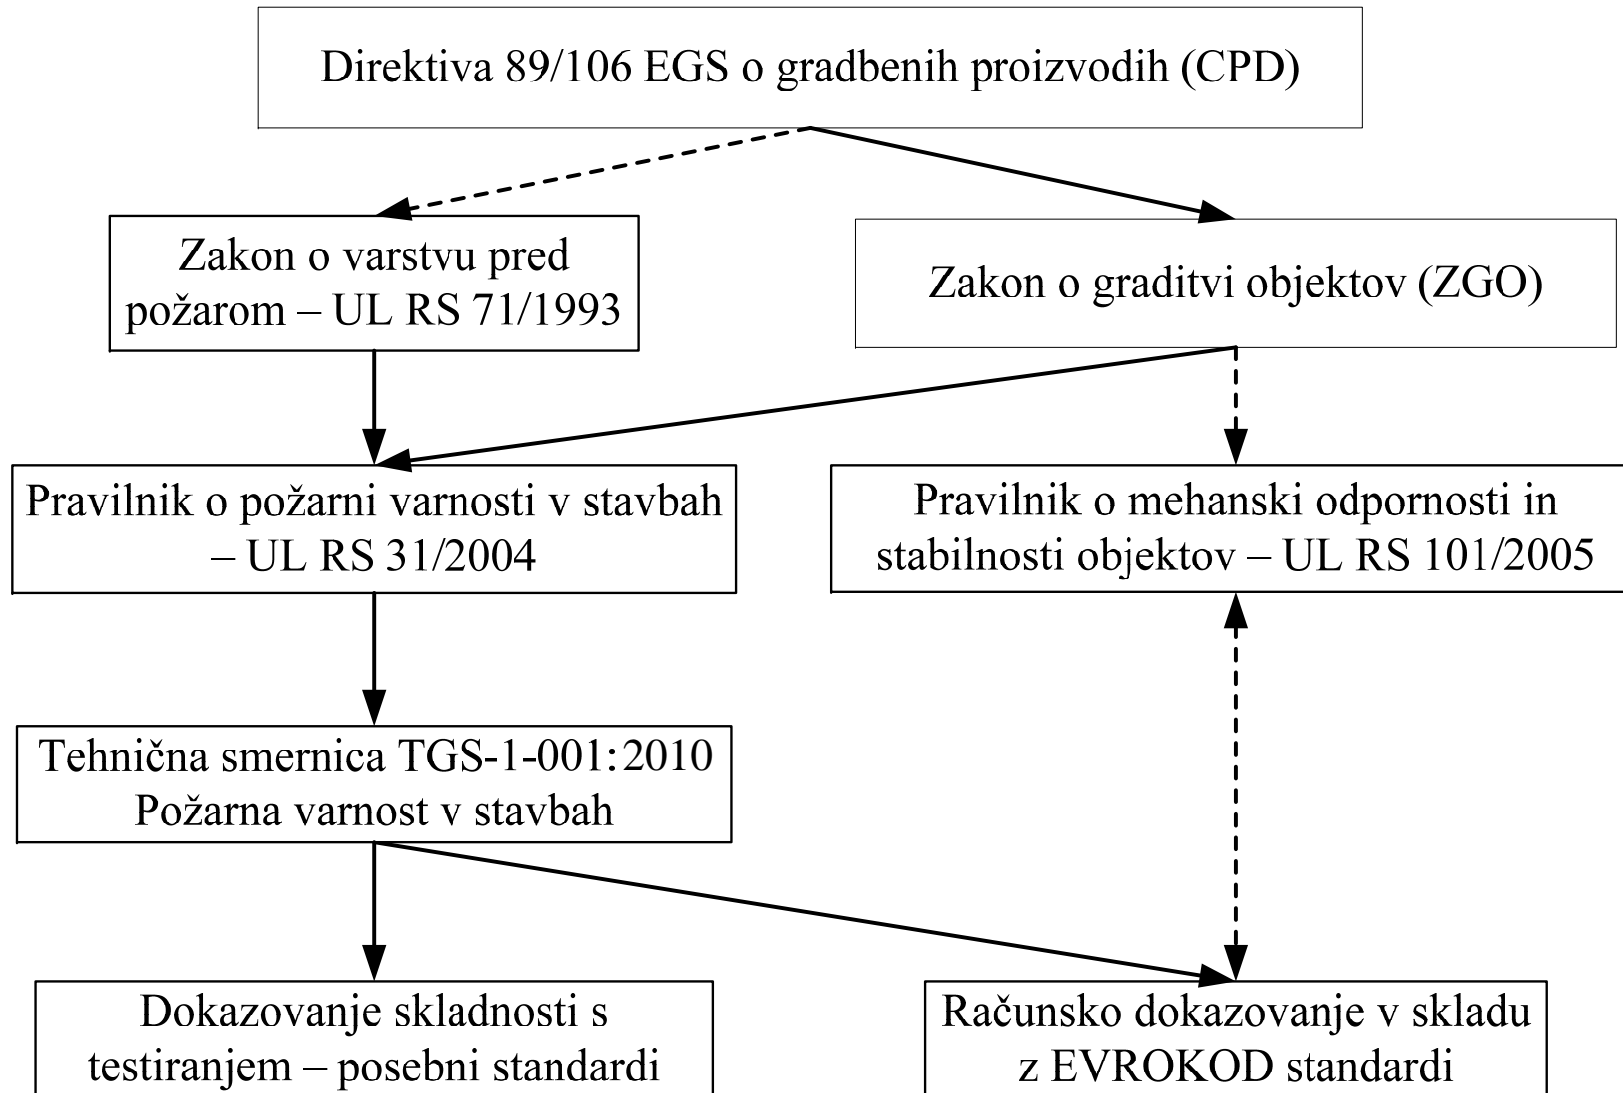 Direktiva 89/106 EGS o gradbenih proizvodih (CPD)
Zakon o varstvu pred
požarom – UL RS 71/1993
Zakon o graditvi objektov (ZGO)
Pravilnik o požarni varnosti v stavbah
– UL RS 31/2004
Pravilnik o mehanski odpornosti in
stabilnosti objektov – UL RS 101/2005
Tehnična smernica TGS-1-001:2010
Požarna varnost v stavbah
Dokazovanje skladnosti s
testiranjem – posebni standardi
Računsko dokazovanje v skladu
z EVROKOD standardi